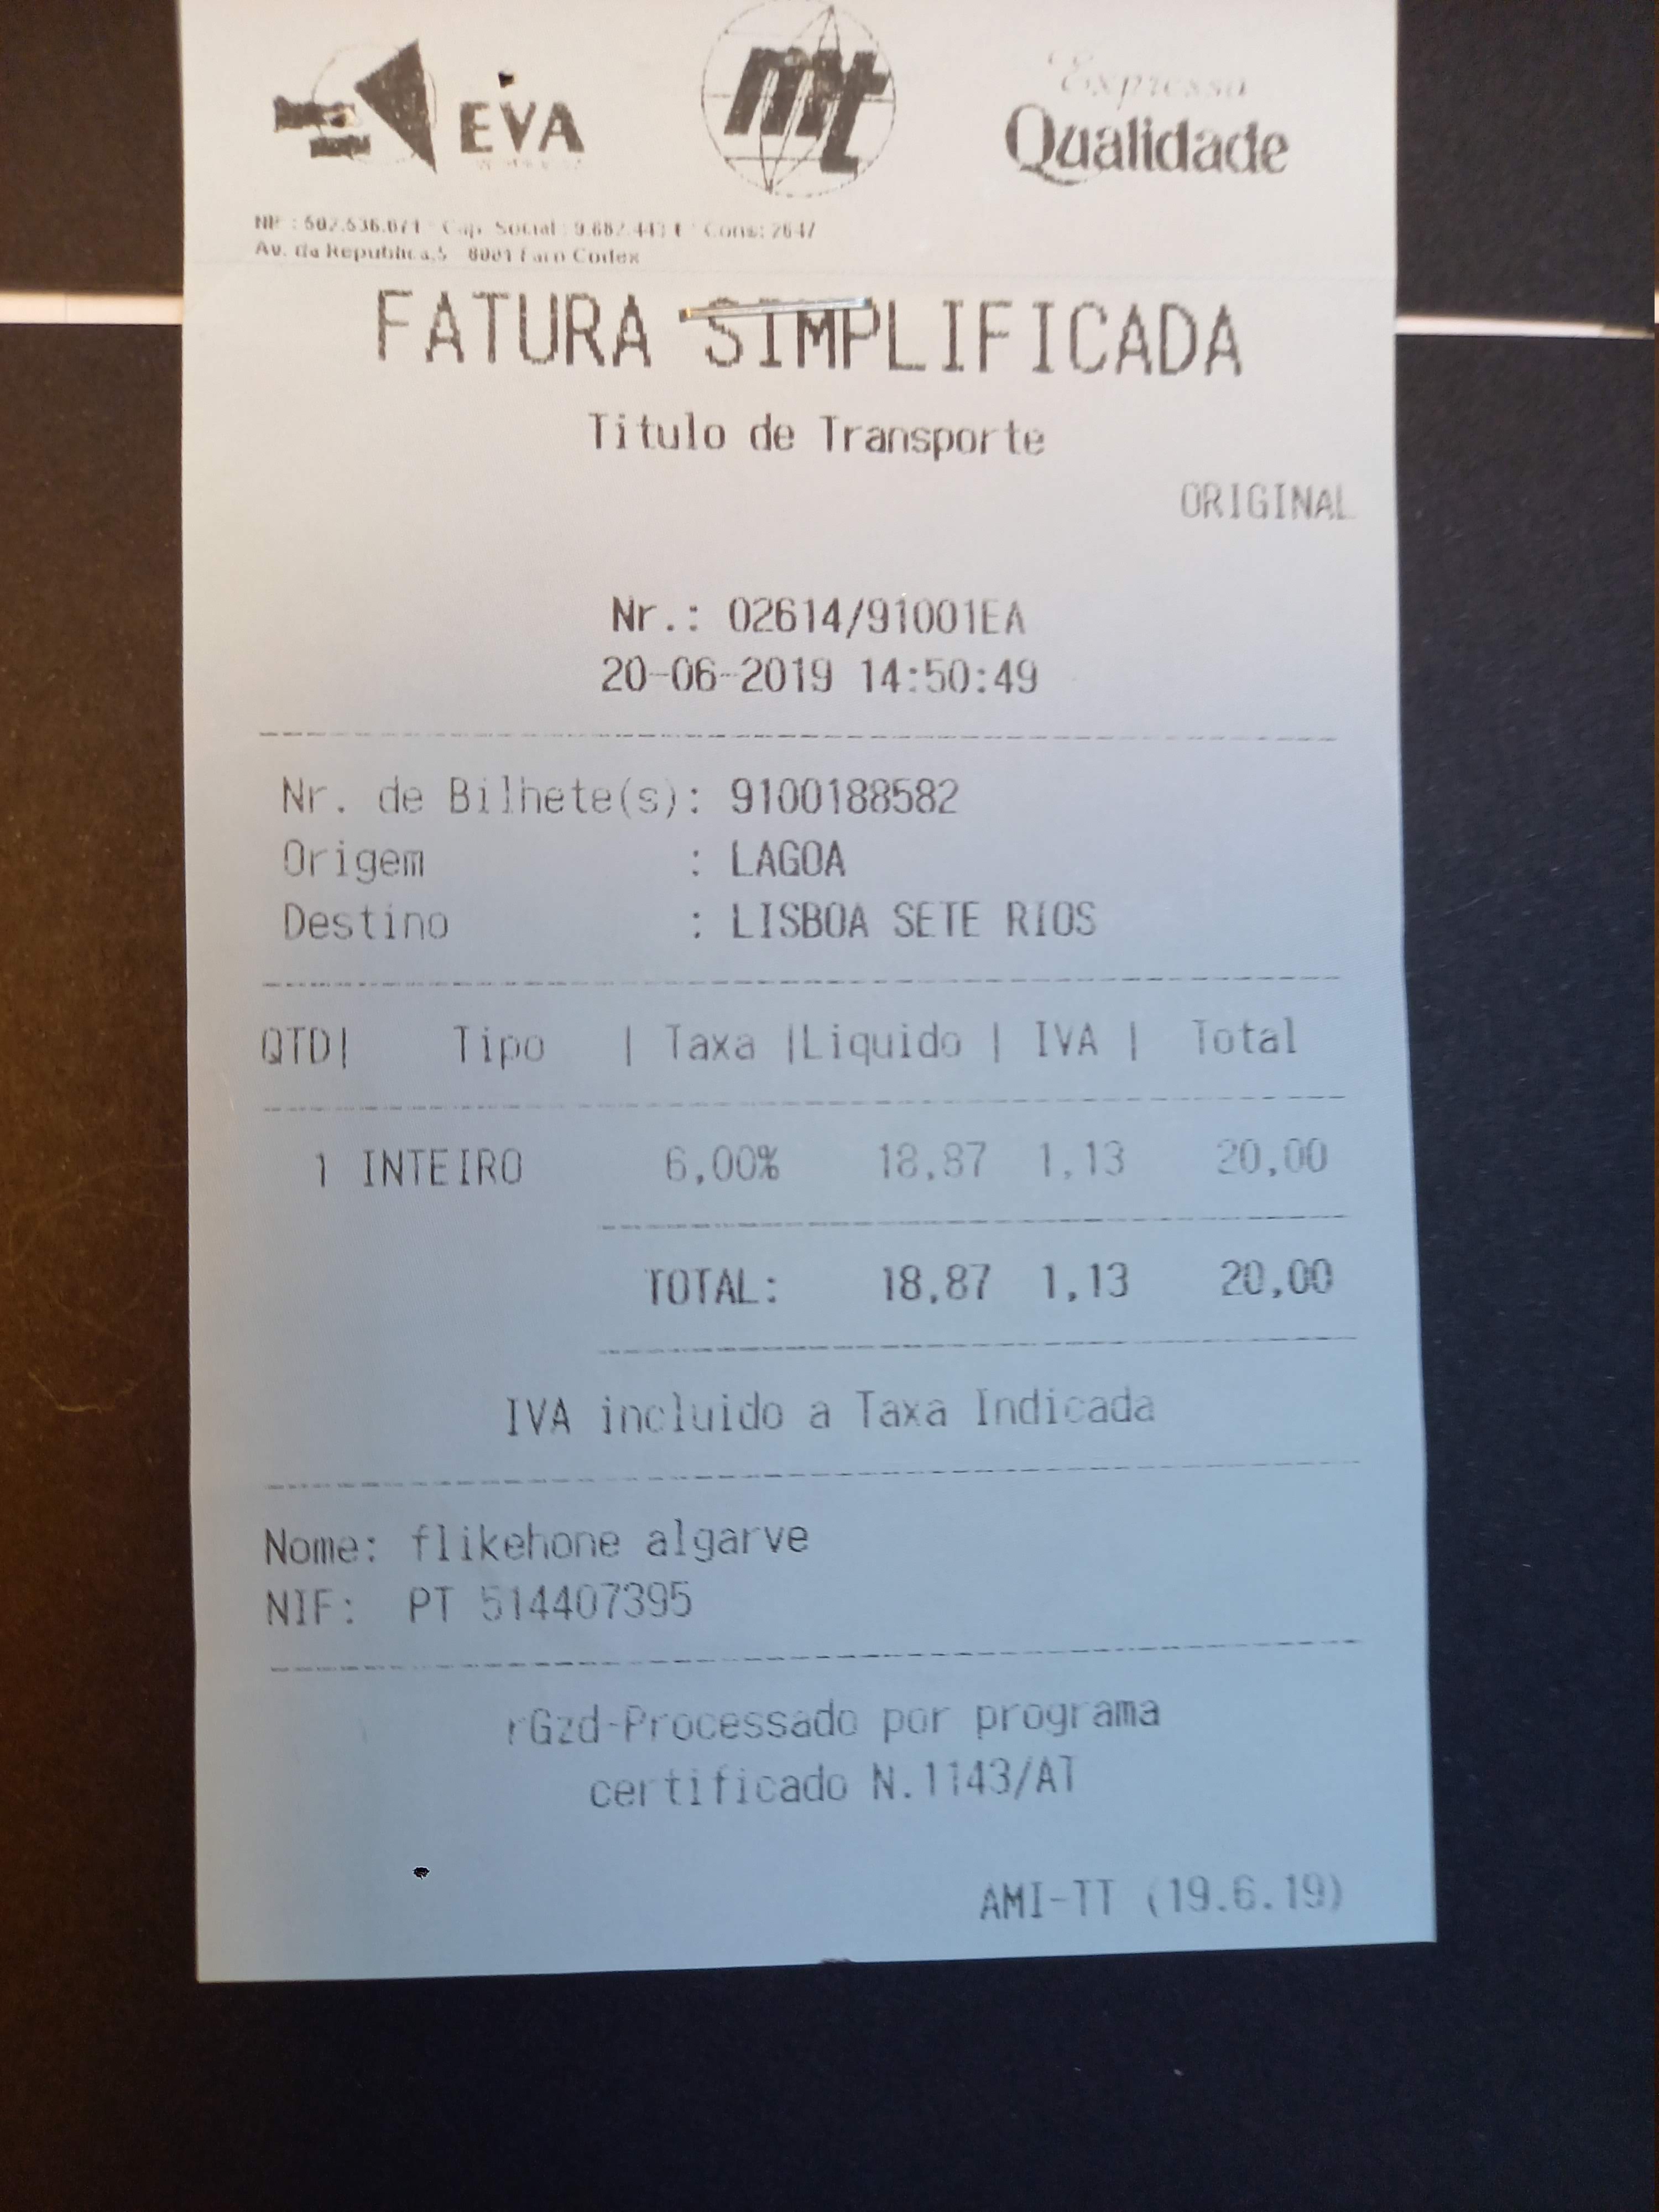 EVA
mt
Expresso
Qualidade
Cap. Social : 9.682.443 € Cons: 2647
Av. da Republica,5 8001 Faro Codex
FATURA SIMPLIFICADA
Titulo de Transporte
ORIGINAL
Nr.: 02614/91001EA
20-06-2019 14:50:49
Nr. de Bilhete(s): 9100188582
Origem : LAGOA
Destino : LISBOA SETE RIOS
QTD| Tipo | Taxa |Liquido | IVA | Total
1 INTEIRO 6,00% 18,87 1,13 20,00
TOTAL: 18,87 1,13 20,00
IVA incluido a Taxa Indicada
Nome: flikehone algarve
NIF: PT 514407395
rGzd-Processado por programa
certificado N.1143/AT
AMI-TT (19.6.19)